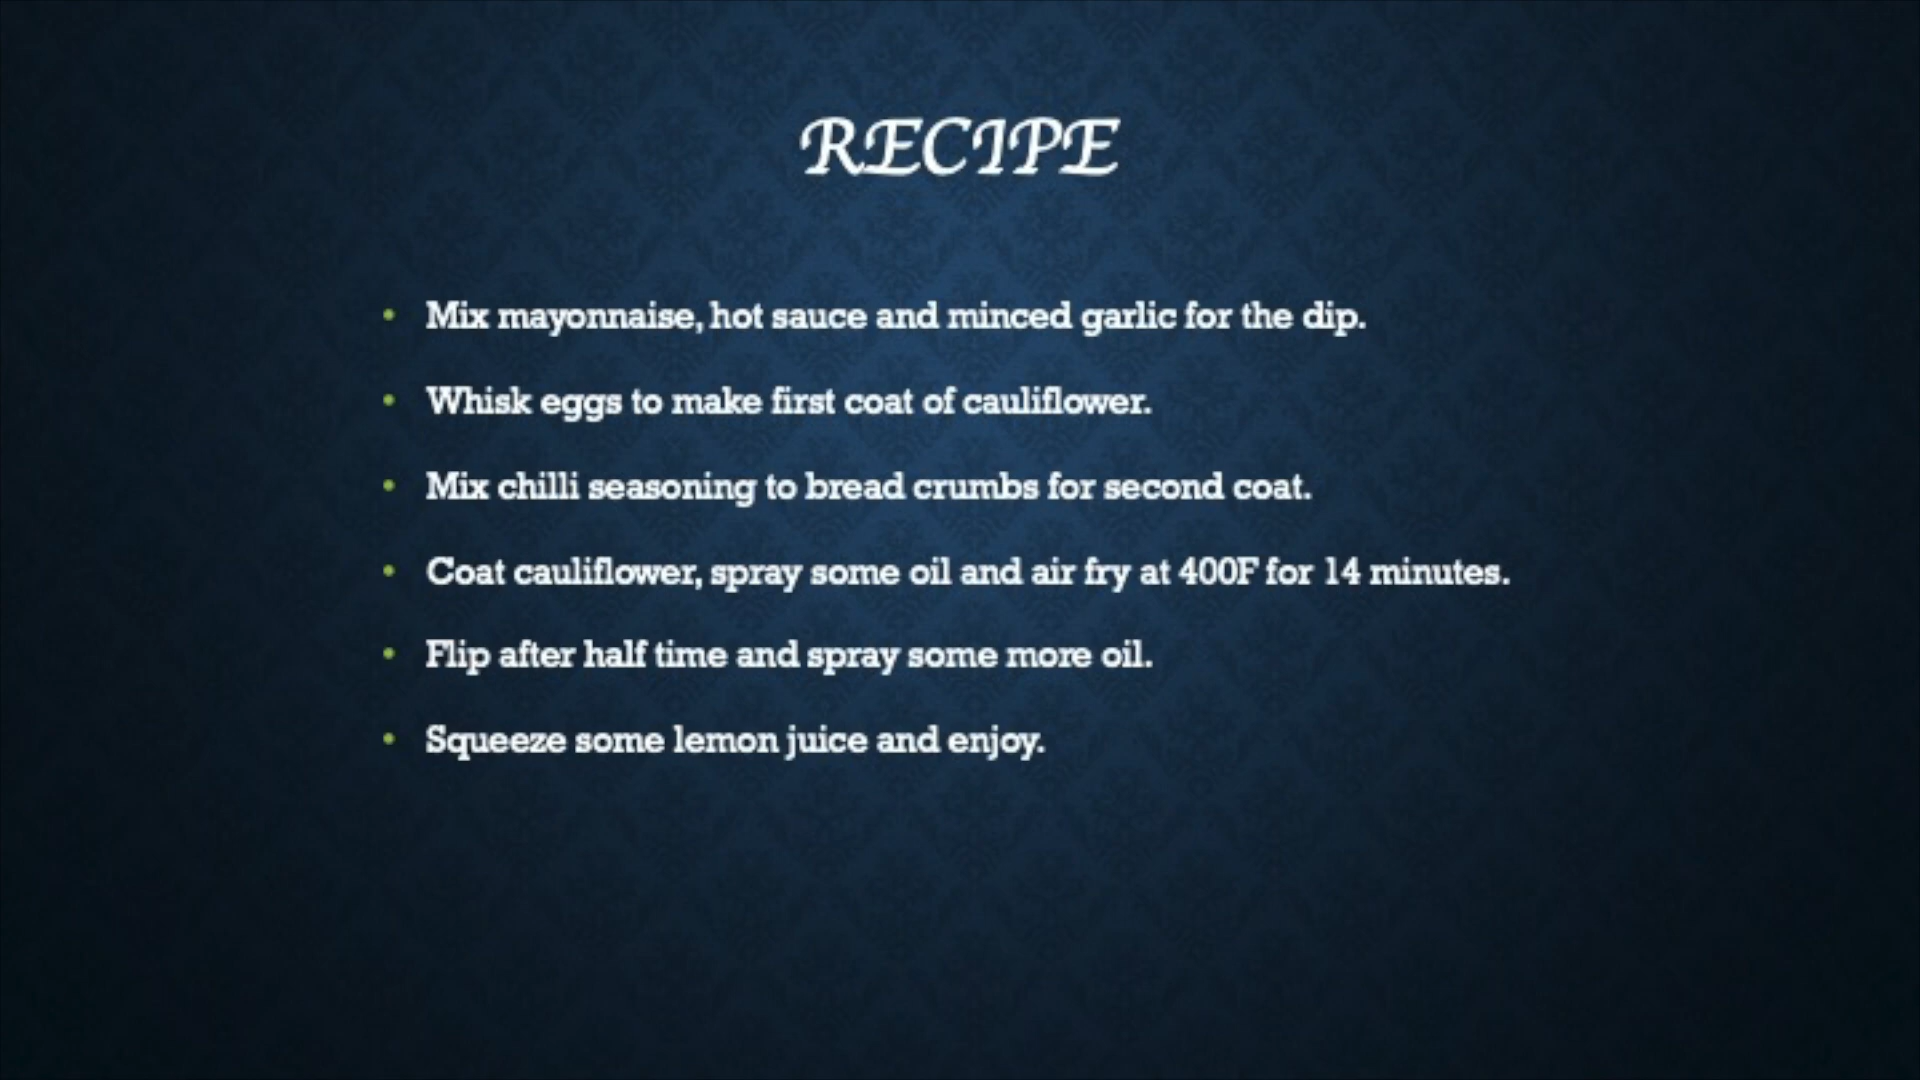 RECIPE
• Mix mayonnaise, hot sauce and minced garlic for the dip.
• Whisk eggs to make first coat of cauliflower.
• Mix chilli seasoning to bread crumbs for second coat.
• Coat cauliflower, spray some oil and air fry at 400F for 14 minutes.
• Flip after half time and spray some more oil.
• Squeeze some lemon juice and enjoy.